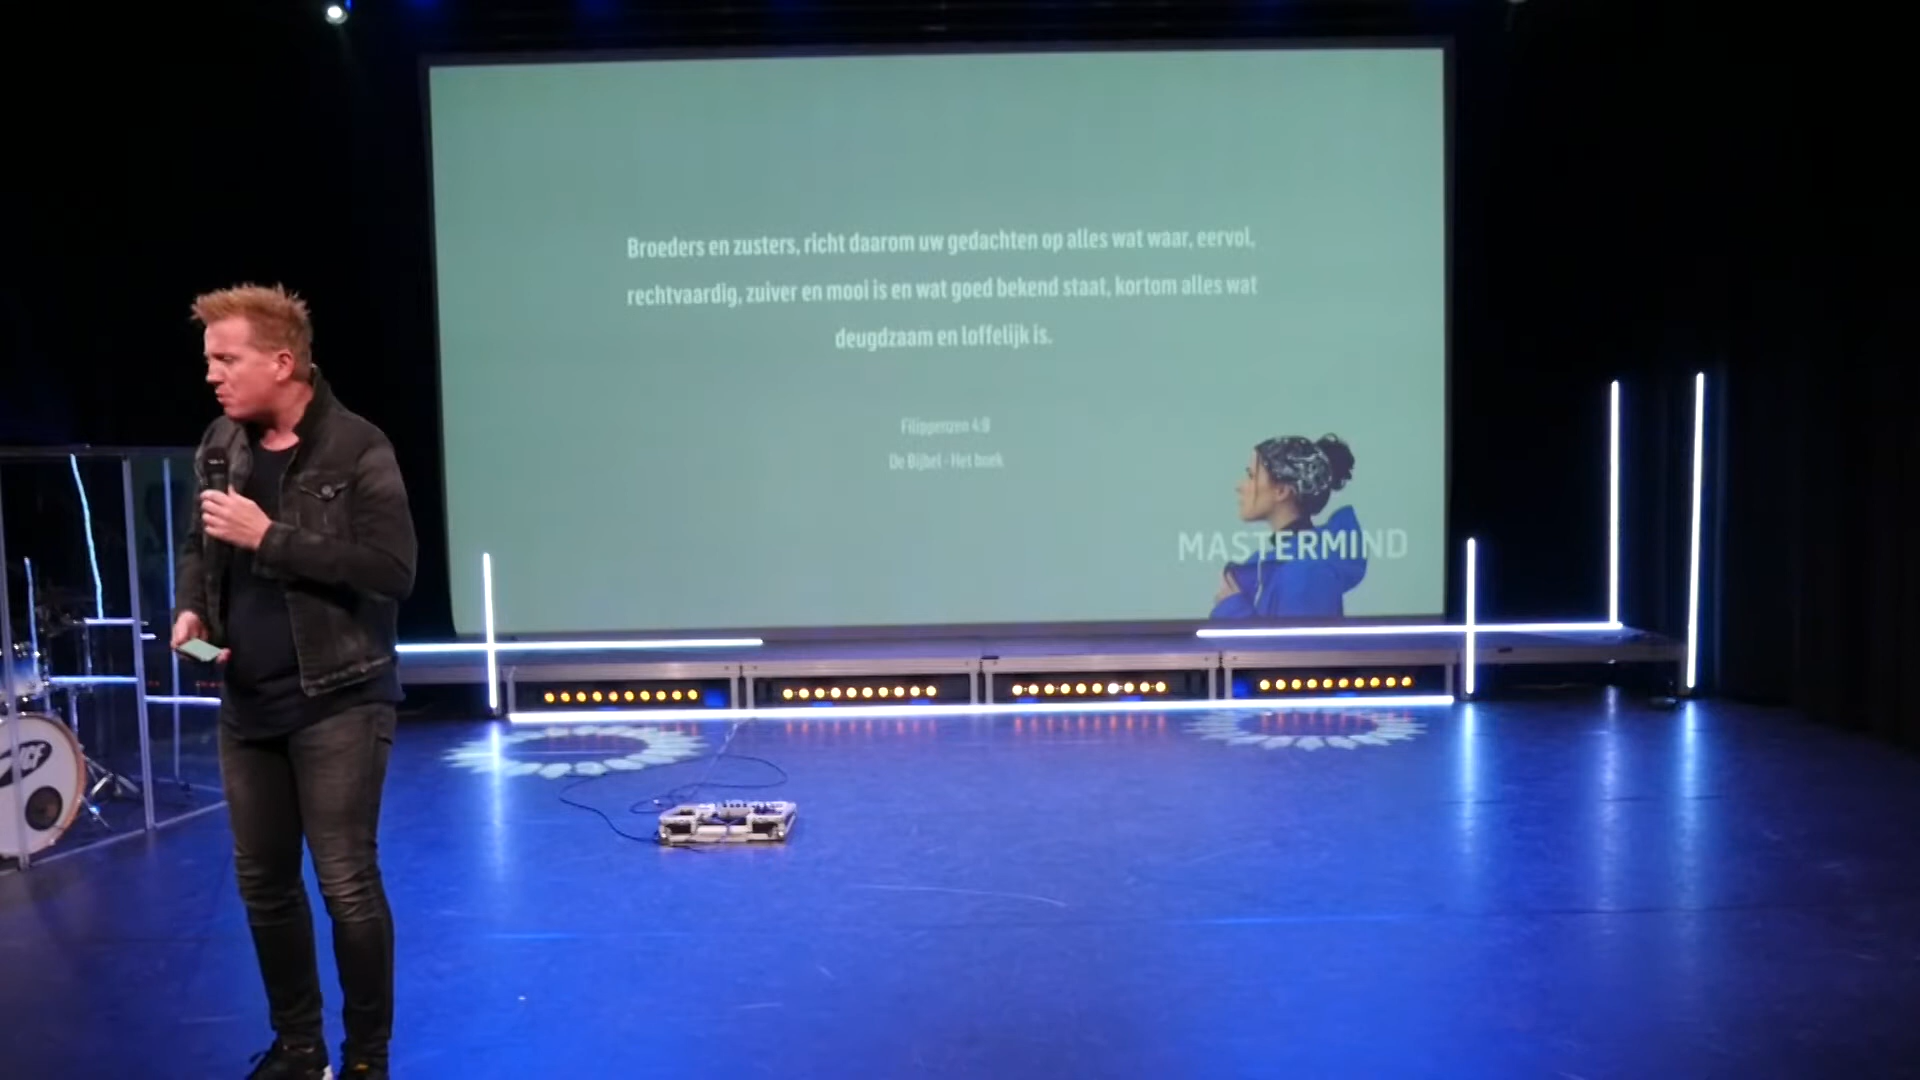 Broeders en zusters, richt daarom uw gedachten op alles wat waar, eervol,
rechtvaardig, zuiver en mooi is en wat goed bekend staat, kortom alles wat
deugdzaam en loffelijk is.
Filippenzen 4:8
De Bijbel - Het boek
MASTERMIND